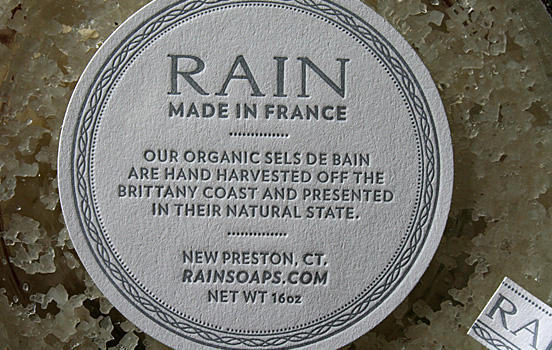 RAIN
MADE IN FRANCE
OUR ORGANIC SELS DE BAIN
ARE HAND HARVESTED OFF THE
BRITTANY COAST AND PRESENTED
IN THEIR NATURAL STATE.
NEW PRESTON, CT.
RAINSOAPS.COM
NET WT 16oz
RA